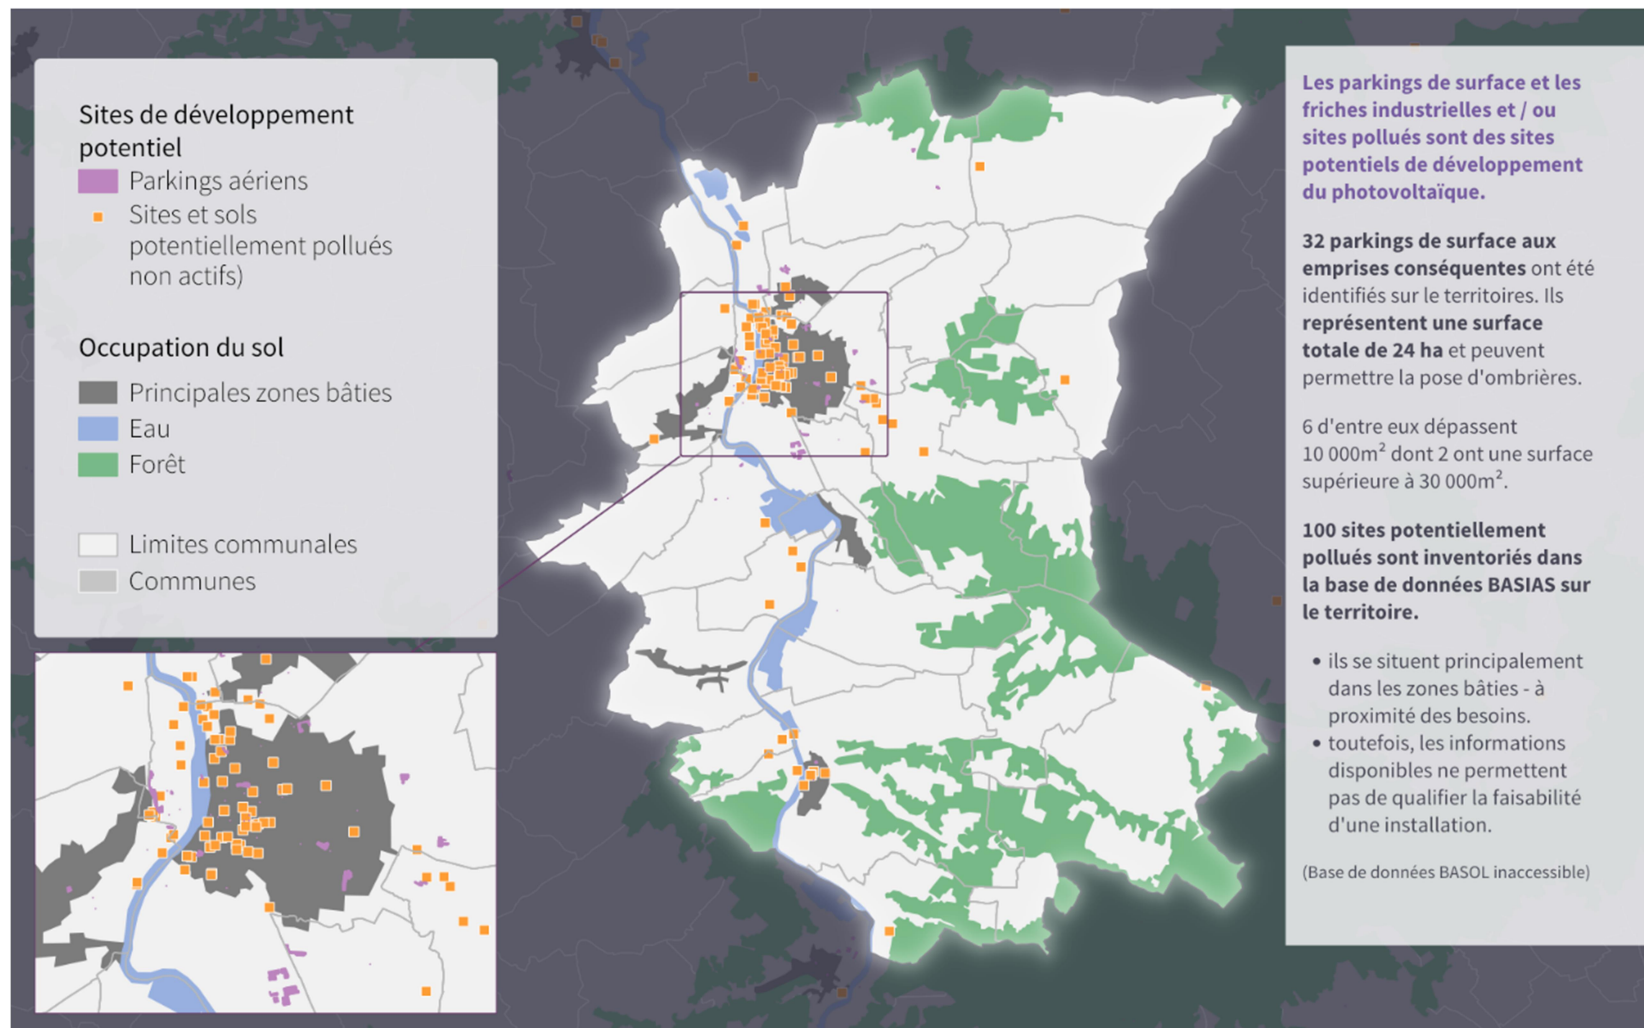 Sites de développement
potentiel
Parkings aériens
Sites et sols
potentiellement pollués
non actifs)
Occupation du sol
Principales zones bâties
Eau
Forêt
Limites communales
Communes
Les parkings de surface et les
friches industrielles et / ou
sites pollués sont des sites
potentiels de développement
du photovoltaïque.
32 parkings de surface aux
emprises conséquentes ont été
identifiés sur le territoires. Ils
représentent une surface
totale de 24 ha et peuvent
permettre la pose d'ombrières.
6 d'entre eux dépassent
10 000m² dont 2 ont une surface
supérieure à 30 000m².
100 sites potentiellement
pollués sont inventoriés dans
la base de données BASIAS sur
le territoire.
• ils se situent principalement
dans les zones bâties - à
proximité des besoins.
• toutefois, les informations
disponibles ne permettent
pas de qualifier la faisabilité
d'une installation.
(Base de données BASOL inaccessible)